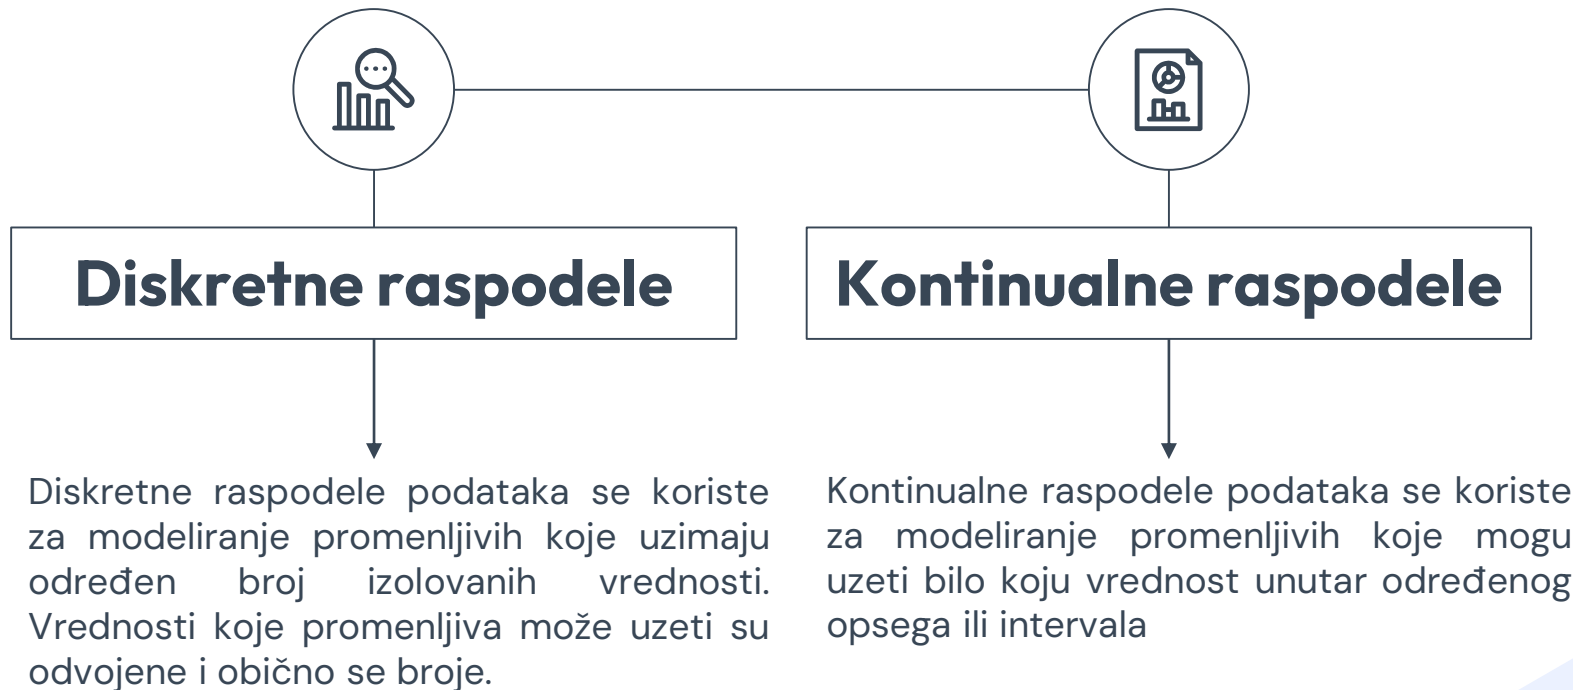 Diskretne raspodele
Diskretne raspodele podataka se koriste
za modeliranje promenljivih koje uzimaju
određen broj izolovanih vrednosti.
Vrednosti koje promenljiva može uzeti su
odvojene i obično se broje.
Kontinualne raspodele
Kontinualne raspodele podataka se koriste
za modeliranje promenljivih koje mogu
uzeti bilo koju vrednost unutar određenog
opsega ili intervala